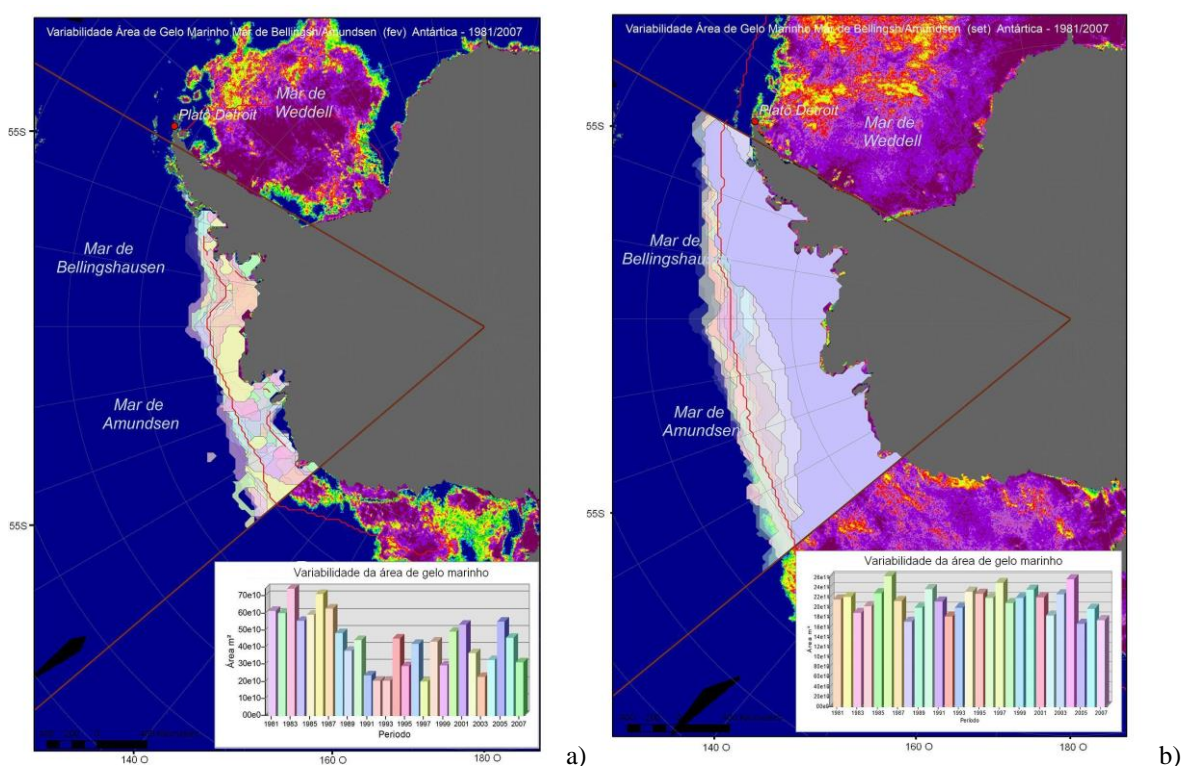 Variabilidade Área de Gelo Marinho Mar de Bellingsh/Amundsen (fev) Antártica - 1981/2007
Mar de
Weddell
Platô Detroit
55S
Mar de
Bellingshausen
Mar de
Amundsen
55S
Variabilidade da área de gelo marinho
Área m²
70e10
60e10
50e10
40e10
30e10
20e10
10e10
00e0
1981 1983 1985 1987 1989 1991 1993 1995 1997 1999 2001 2003 2005 2007
Periodo
140 O
160 O
180 O
a)
Variabilidade Área de Gelo Marinho Mar de Bellingsh/Amundsen (set) Antártica - 1981/2007
Platô Detroit
Mar de
Weddell
55S
Mar de
Bellingshausen
Mar de
Amundsen
55S
Variabilidade da área de gelo marinho
Área m²
1981 1983 1985 1987 1989 1991 1993 1995 1997 1999 2001 2003 2005 2007
Periodo
140 O
160 O
180 O
b)